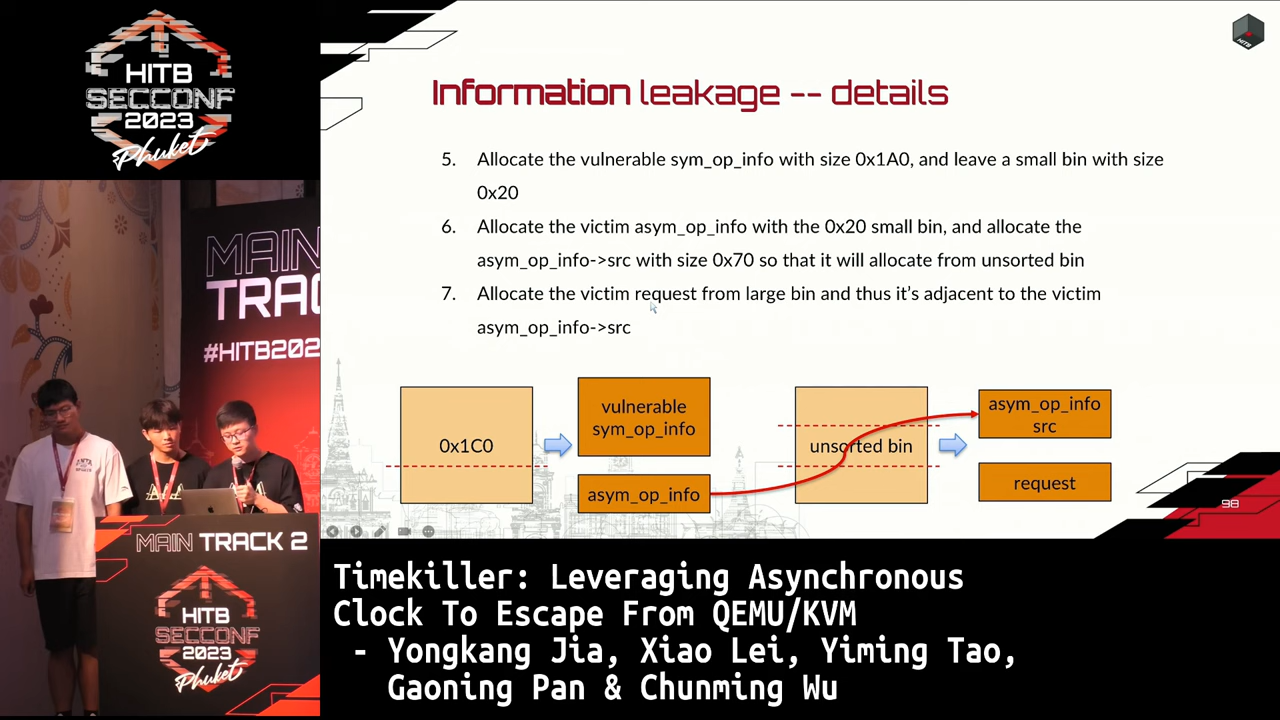 HITB
SECCONF
2023
Phuket
HITB
Information leakage -- details
5. Allocate the vulnerable sym_op_info with size 0x1A0, and leave a small bin with size
0x20
6. Allocate the victim asym_op_info with the 0x20 small bin, and allocate the
asym_op_info->src with size 0x70 so that it will allocate from unsorted bin
7. Allocate the victim request from large bin and thus it’s adjacent to the victim
asym_op_info->src
0x1C0
vulnerable
sym_op_info
asym_op_info
unsorted bin
asym_op_info
src
request
98
MAIN
TRAC
#HITB202
MAIN TRACK 2
HITB
SECCONF
2023
Phuket
Timekiller: Leveraging Asynchronous
Clock To Escape From QEMU/KVM
- Yongkang Jia, Xiao Lei, Yiming Tao,
Gaoning Pan & Chunming Wu